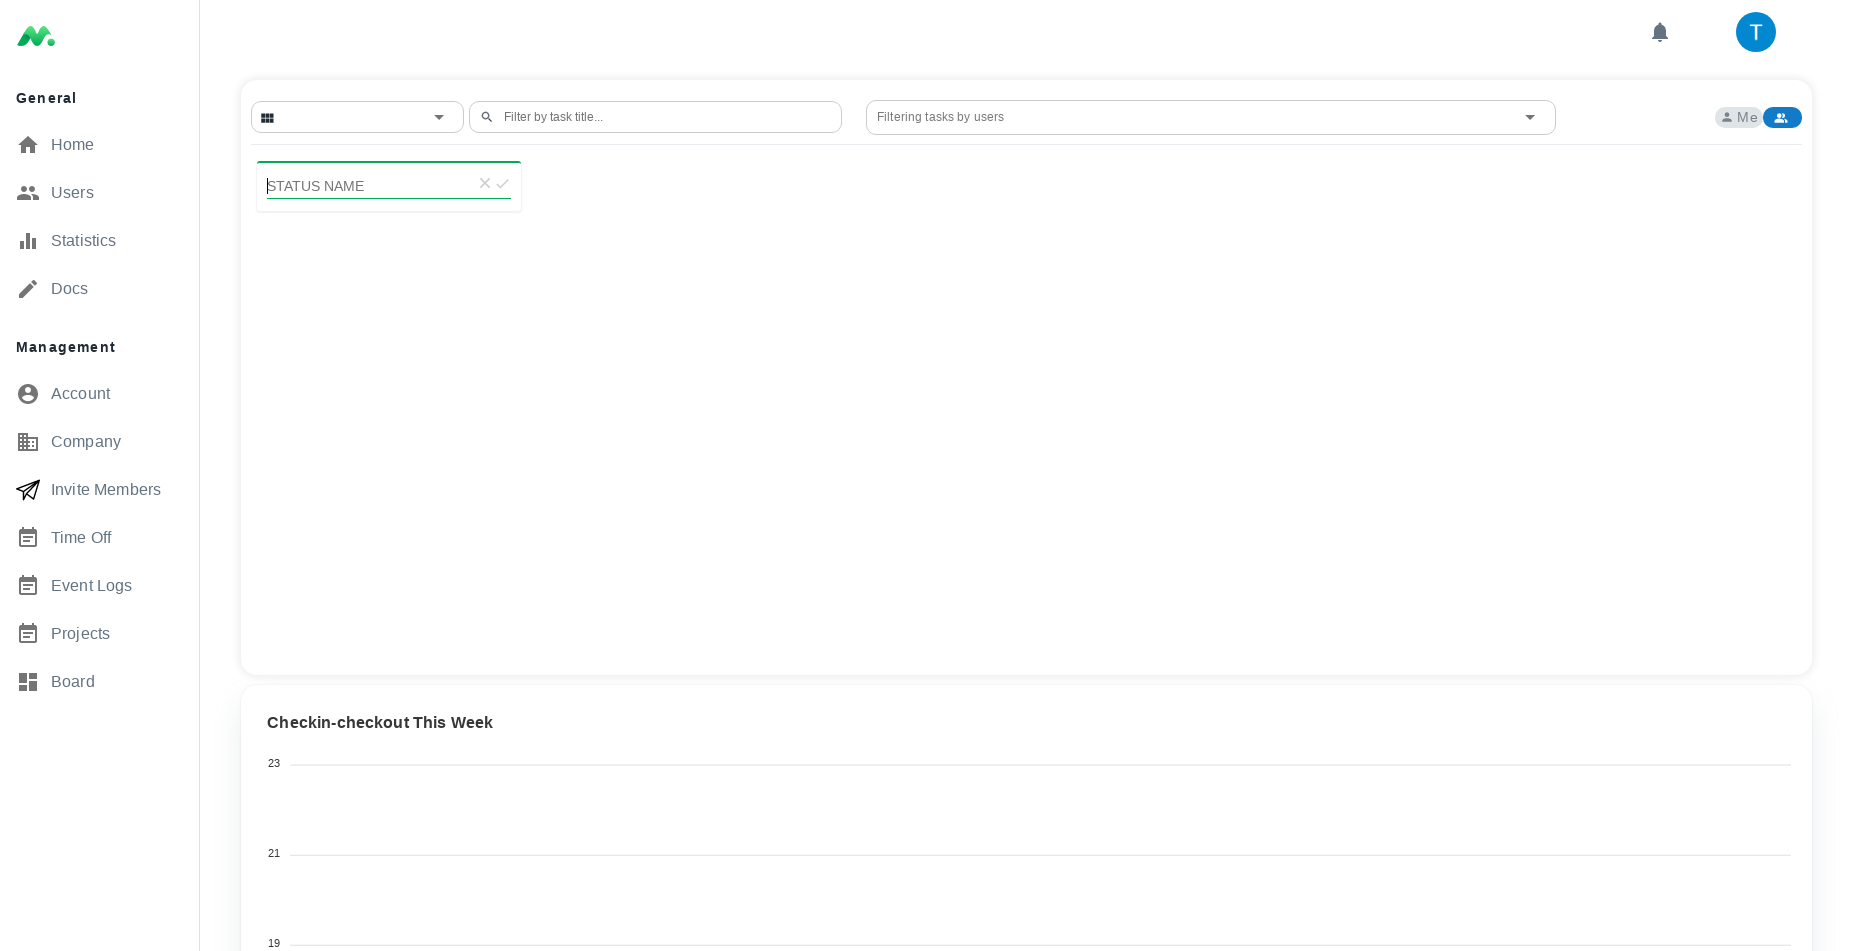 General
Home
Users
Statistics
Docs
Management
Account
Company
Invite Members
Time Off
Event Logs
Projects
Board
T
Filter by task title...
Filtering tasks by users
Me
STATUS NAME
Checkin-checkout This Week
23
21
19